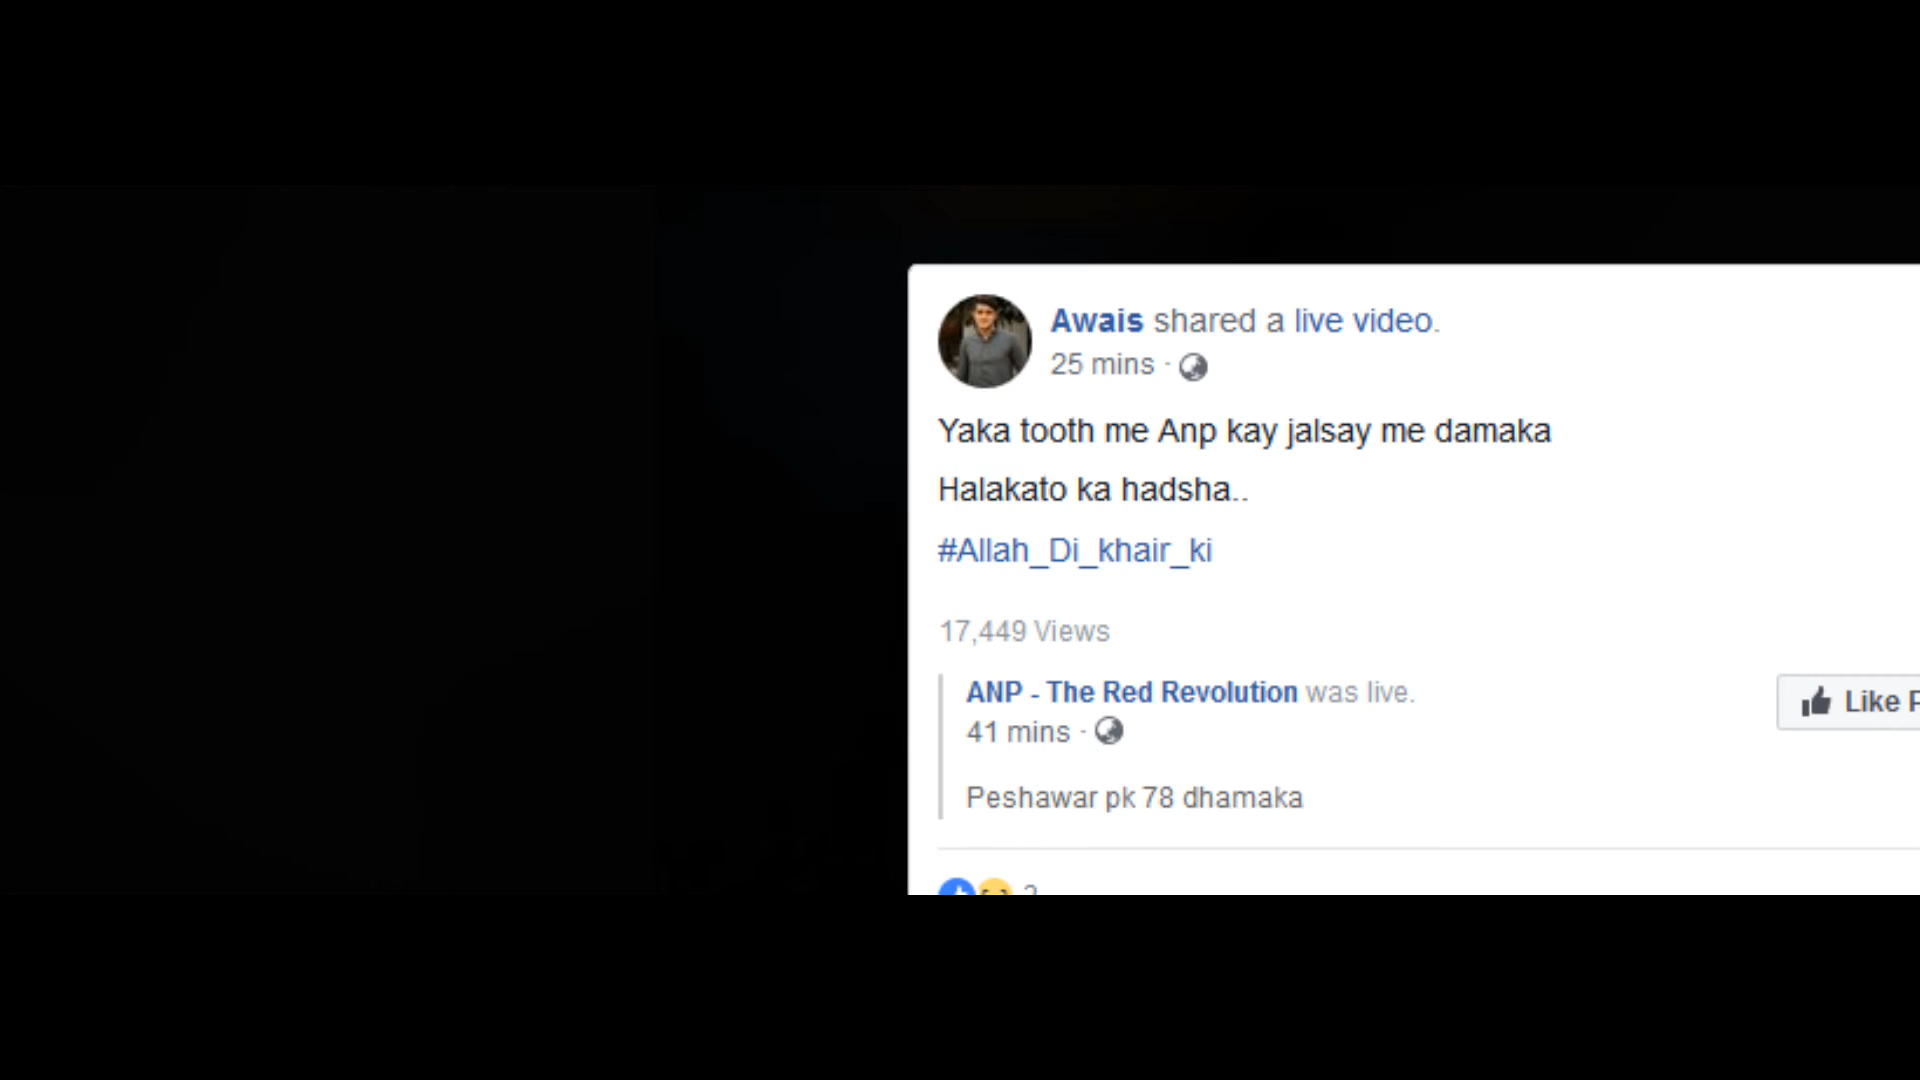 Awais shared a live video.
25 mins ·
Yaka tooth me Anp kay jalsay me damaka
Halakato ka hadsha..
#Allah_Di_khair_ki
17,449 Views
ANP - The Red Revolution was live.
41 mins ·
Like
Peshawar pk 78 dhamaka